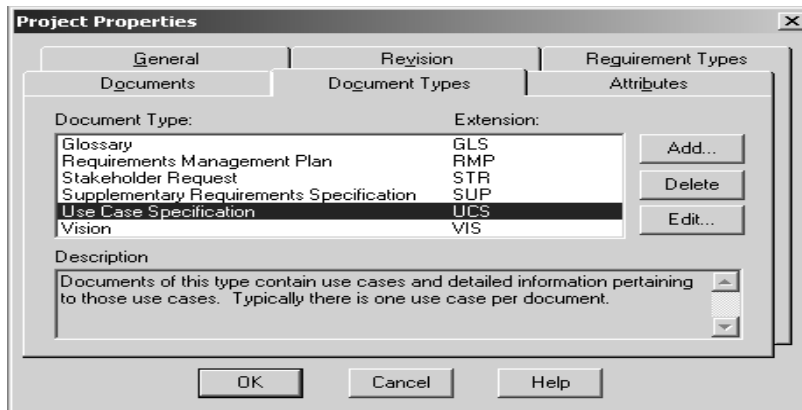 Project Properties
General Revision Requirement Types
Documents Document Types Attributes
Document Type: Extension:
Glossary GLS
Requirements Management Plan RMP
Stakeholder Request STR
Supplementary Requirements Specification SUP
Use Case Specification UCS
Vision VIS
Add...
Delete
Edit...
Description
Documents of this type contain use cases and detailed information pertaining
to those use cases. Typically there is one use case per document.
OK Cancel Help